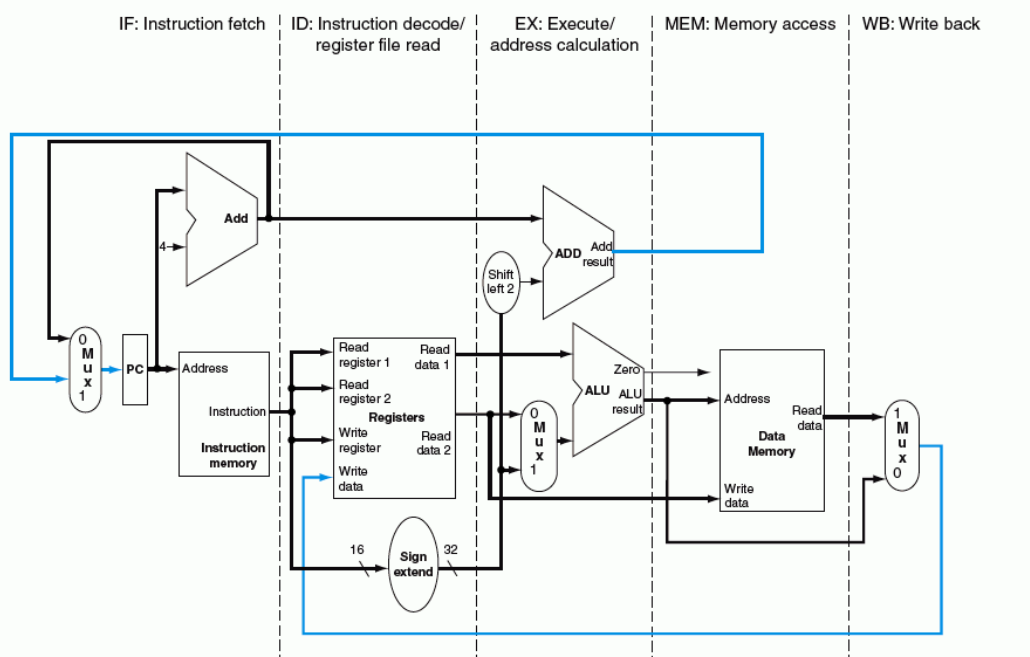 IF: Instruction fetch
ID: Instruction decode/
register file read
EX: Execute/
address calculation
MEM: Memory access
WB: Write back
Add
4
ADD
Add
result
Shift
left 2
0
M
u
x
1
PC
Address
Instruction
Instruction
memory
Read
register 1
Read
register 2
Registers
Write
register
Write
data
Read
data 1
Read
data 2
0
M
u
x
1
Zero
ALU
ALU
result
Address
Read
data
Data
Memory
Write
data
1
M
u
x
0
16
Sign
extend
32